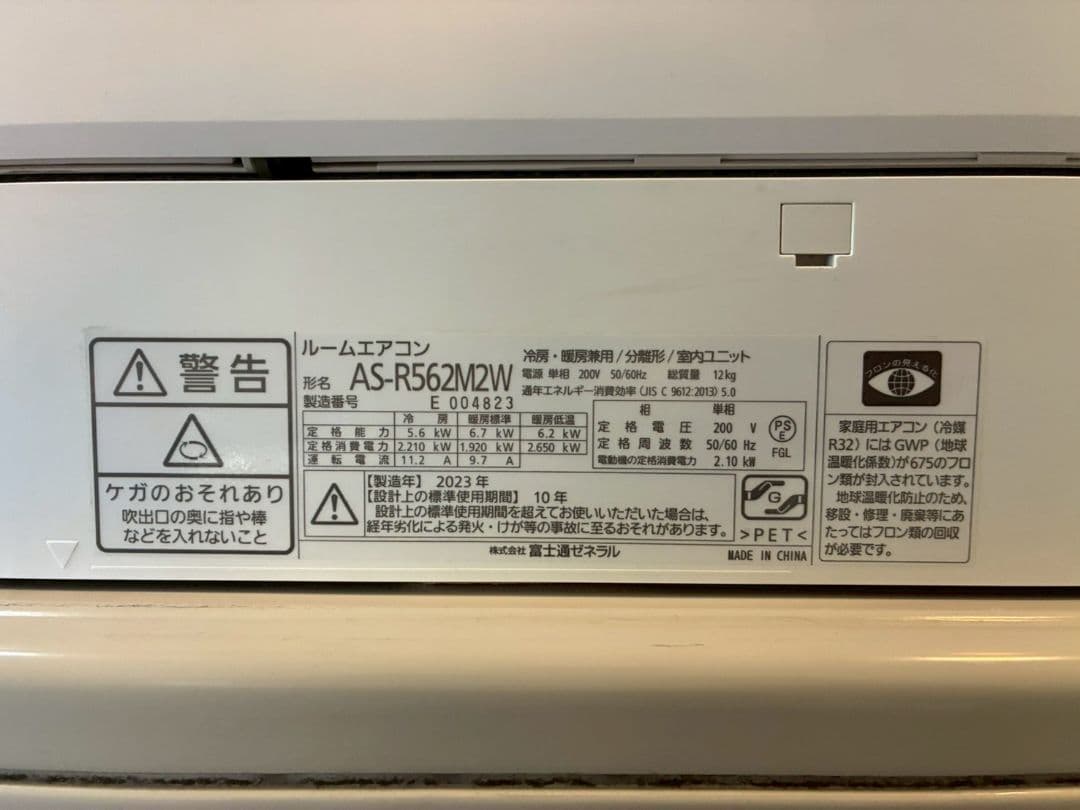 警告
ケガのおそれあり
吹出口の奥に指や棒
などを入れないこと
ルームエアコン
形名 AS-R562M2W
製造番号 E 004823
冷房・暖房兼用/分離形/室内ユニット
電源 単相 200V 50/60Hz 総質量 12kg
通年エネルギー消費効率 (JIS C 9612:2013) 5.0
冷房 暖房標準 暖房低温
定格能力 5.6 kW 6.7 kW 6.2 kW
定格消費電力 2.210 kW 1.920 kW 2.650 kW
運転電流 11.2 A 9.7 A
相 単相
定格電圧 200 V
定格周波数 50/60 Hz
電動機の定格消費電力 2.10 kW
PS
E
FGL
【製造年】2023年
【設計上の標準使用期間】10年
設計上の標準使用期間を超えてお使いいただいた場合は、
経年劣化による発火・けが等の事故に至るおそれがあります。
G
>PET<
株式会社 富士通ゼネラル
MADE IN CHINA
フロンの見える化
家庭用エアコン(冷媒
R32)にはGWP(地球
温暖化係数)が675のフロ
ン類が封入されています。
地球温暖化防止のため、
移設・修理・廃棄等にあ
たってはフロン類の回収
が必要です。